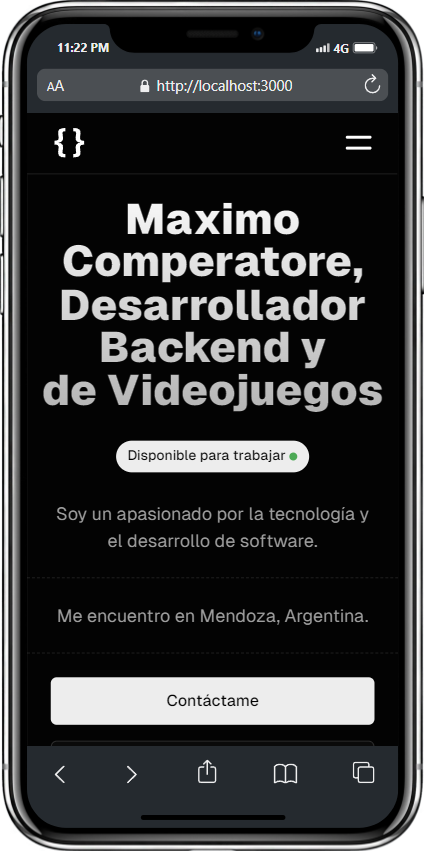 11:22 PM
4G
AA
http://localhost:3000
{ }
Maximo
Comperatore,
Desarrollador
Backend y
de Videojuegos
Disponible para trabajar
Soy un apasionado por la tecnología y
el desarrollo de software.
Me encuentro en Mendoza, Argentina.
Contáctame